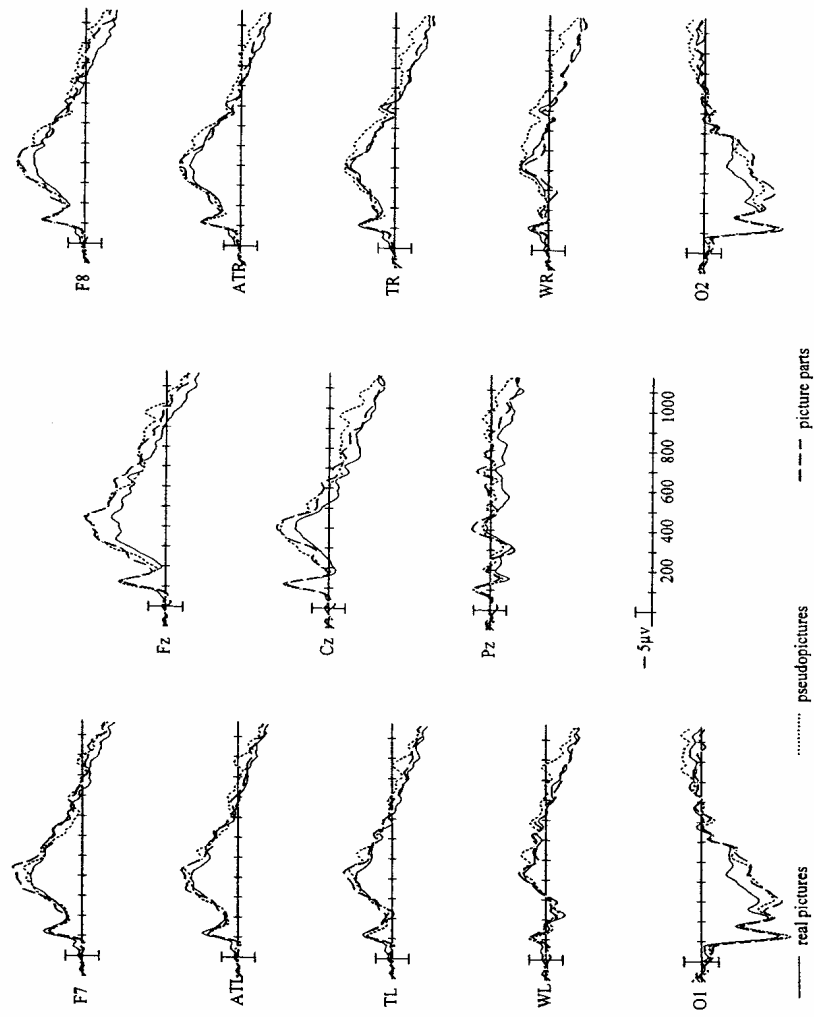 F7 F8
Fz
ATL ATR
Cz
TL TR
Pz
WL WR
– 5μv
200 400 600 800 1000
O1 O2
real pictures pseudopictures picture parts